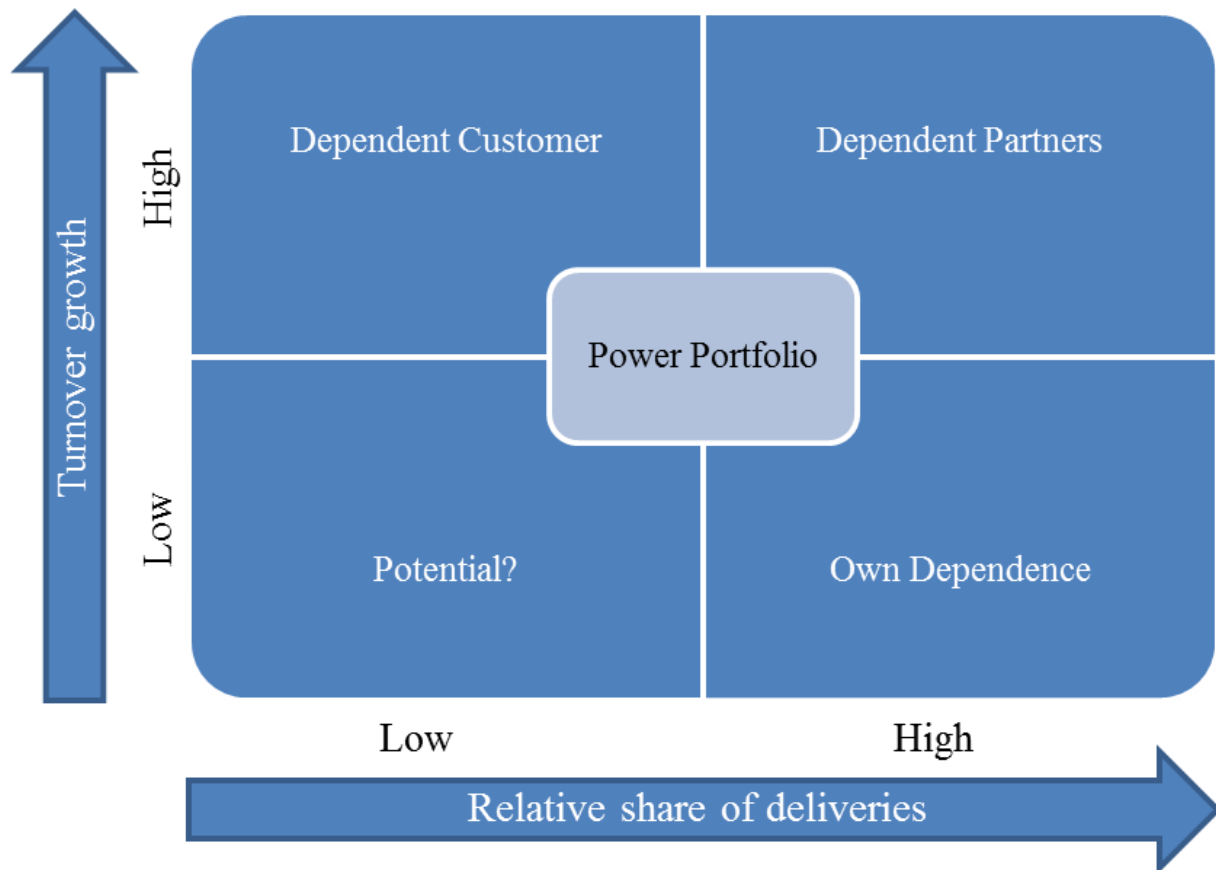 Dependent Customer
Dependent Partners
High
Turnover growth
Power Portfolio
Low
Potential?
Own Dependence
Low
High
Relative share of deliveries